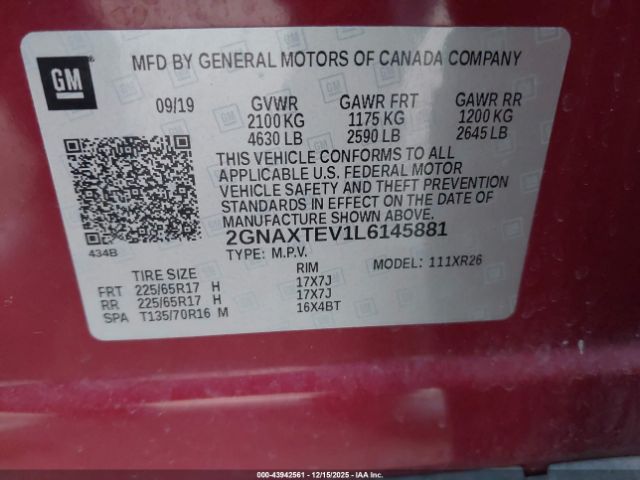 GM
MFD BY GENERAL MOTORS OF CANADA COMPANY
09/19 GVWR GAWR FRT GAWR RR
2100 KG 1175 KG 1200 KG
4630 LB 2590 LB 2645 LB
THIS VEHICLE CONFORMS TO ALL
APPLICABLE U.S. FEDERAL MOTOR
VEHICLE SAFETY AND THEFT PREVENTION
STANDARDS IN EFFECT ON THE DATE
OF MANUFACTURE SHOWN ABOVE.
2GNAXTEV1L6145881
434B
TYPE: M.P.V. MODEL: 111XR26
TIRE SIZE RIM
FRT 225/65R17 H 17X7J
RR 225/65R17 H 17X7J
SPA T135/70R16 M 16X4BT
000-43942561 - 12/15/2025 - IAAI.COM